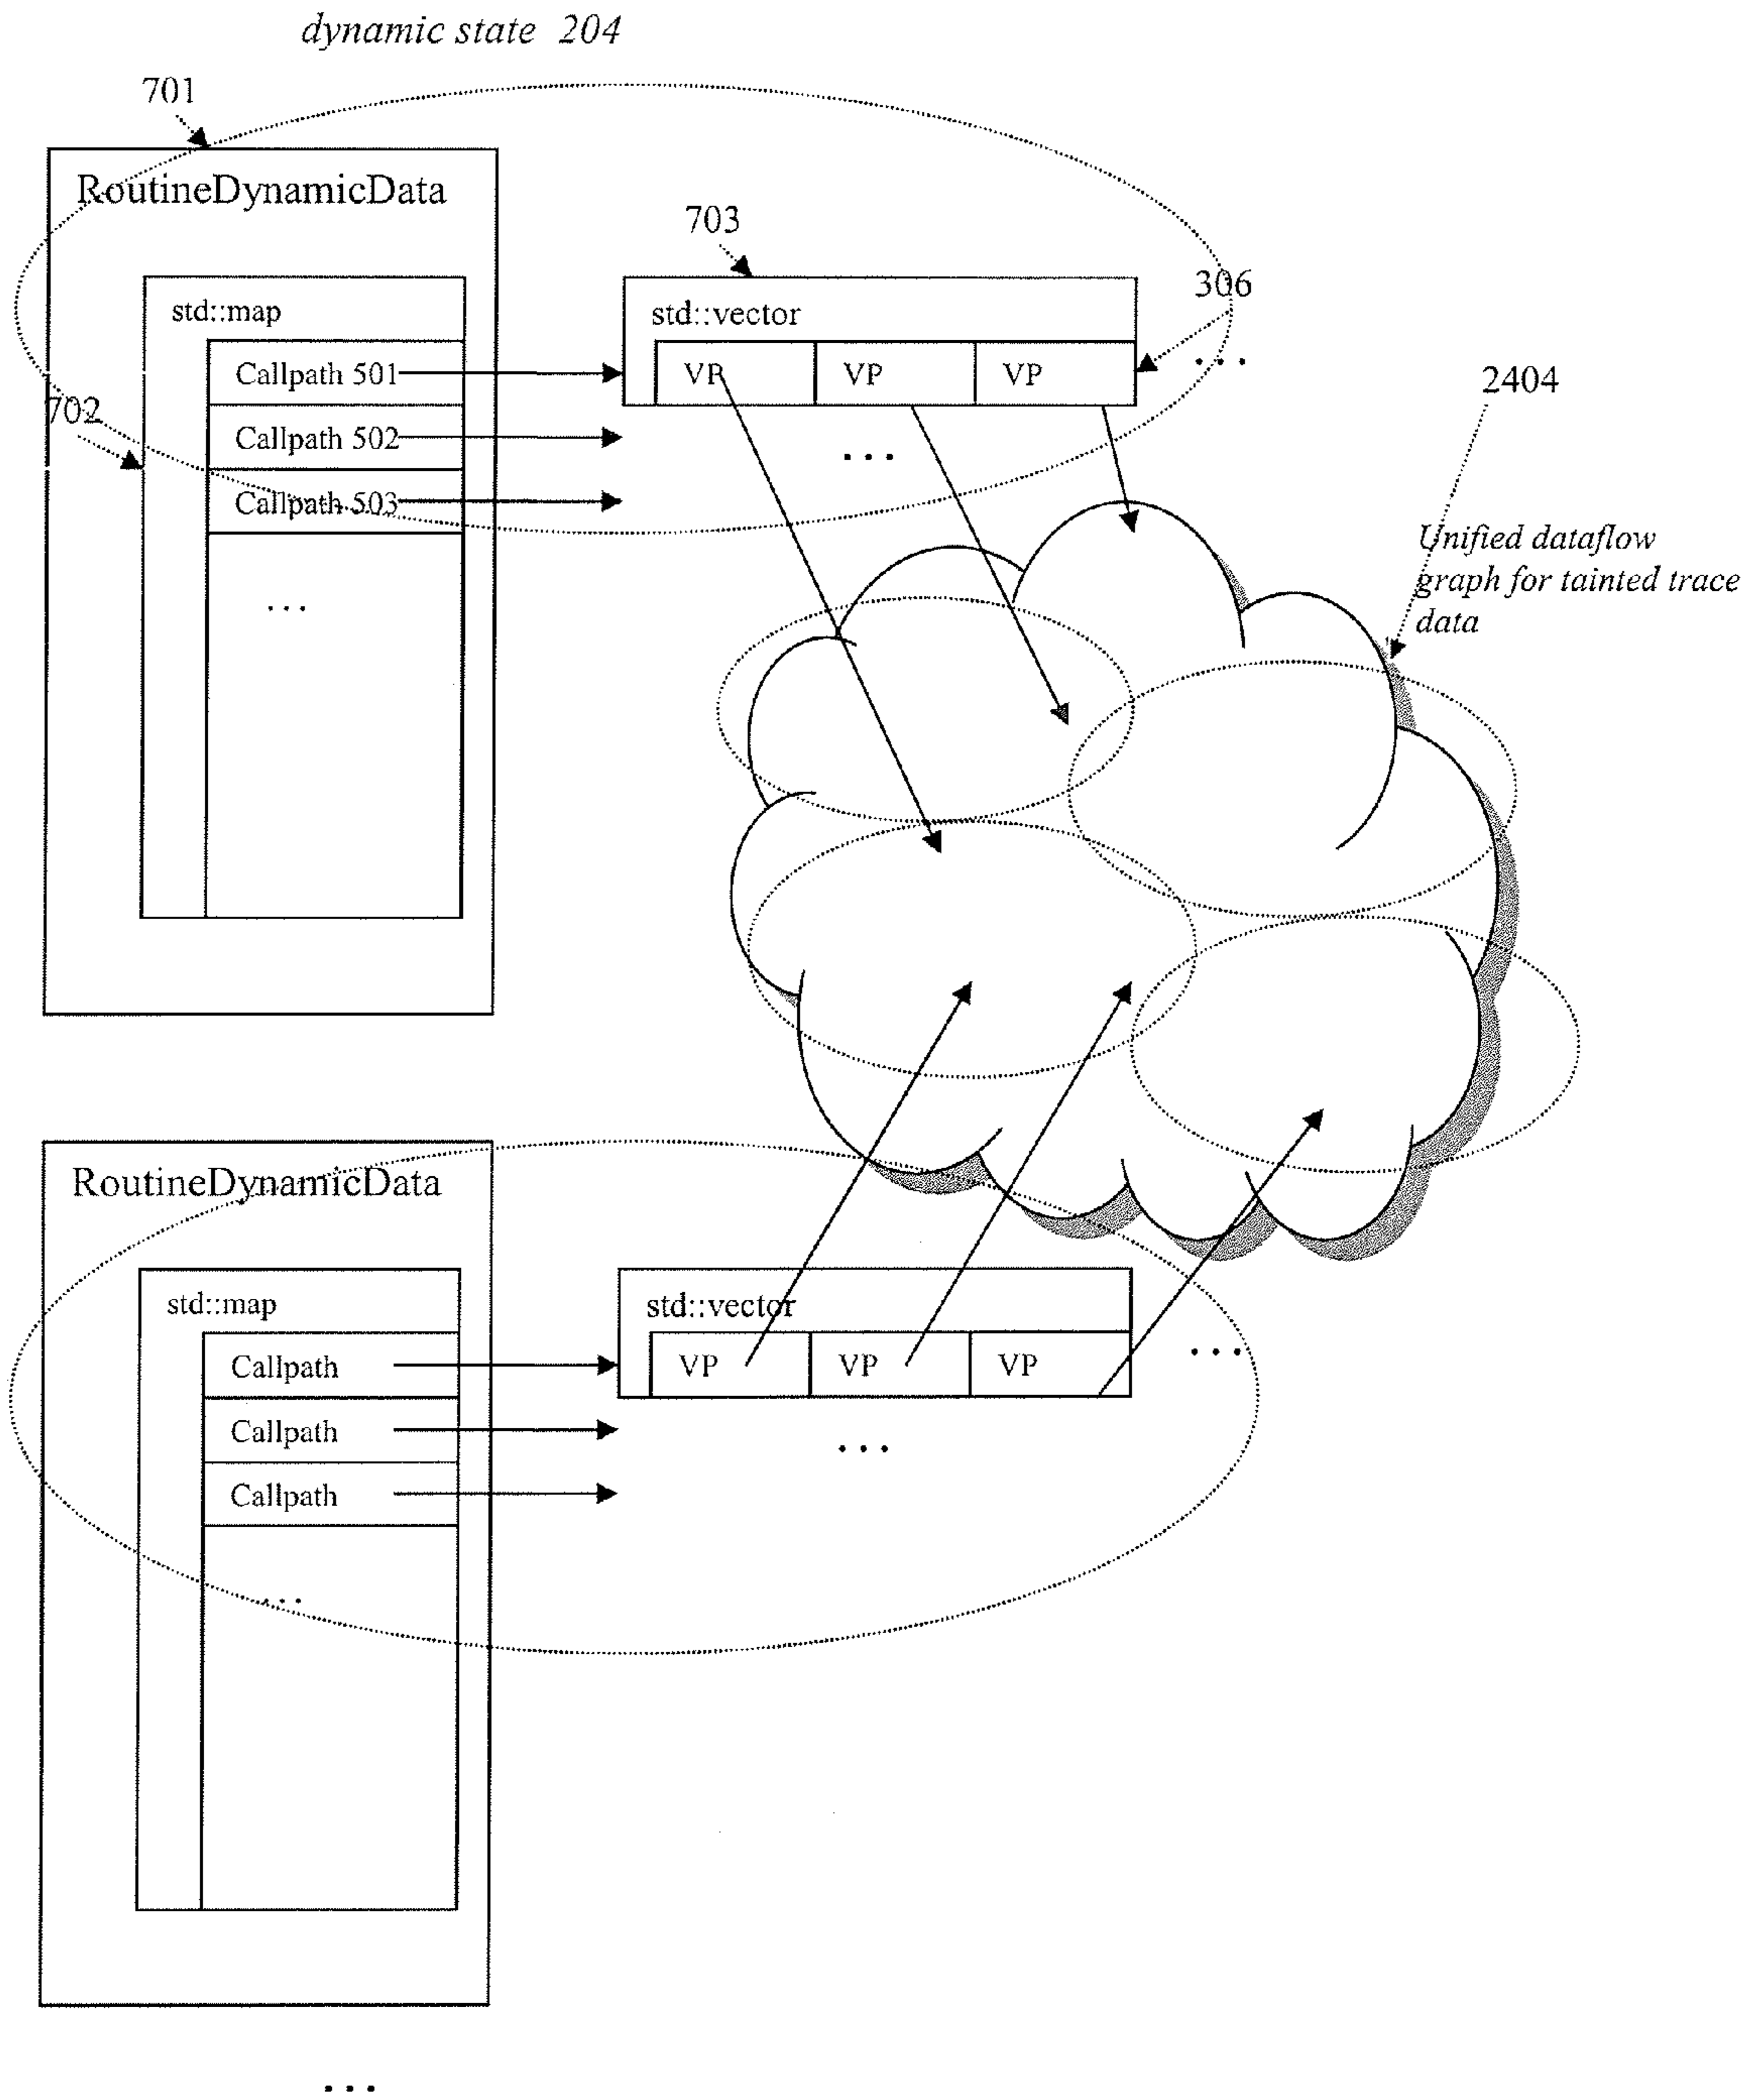 dynamic state 204
701
RoutineDynamicData
703
306
std::map
std::vector
Callpath 501
VP
VP
VP
...
2404
702
Callpath 502
...
Callpath 503
Unified dataflow
graph for tainted trace
data
...
RoutineDynamicData
std::map
std::vector
Callpath
VP
VP
VP
...
Callpath
...
Callpath
...
...